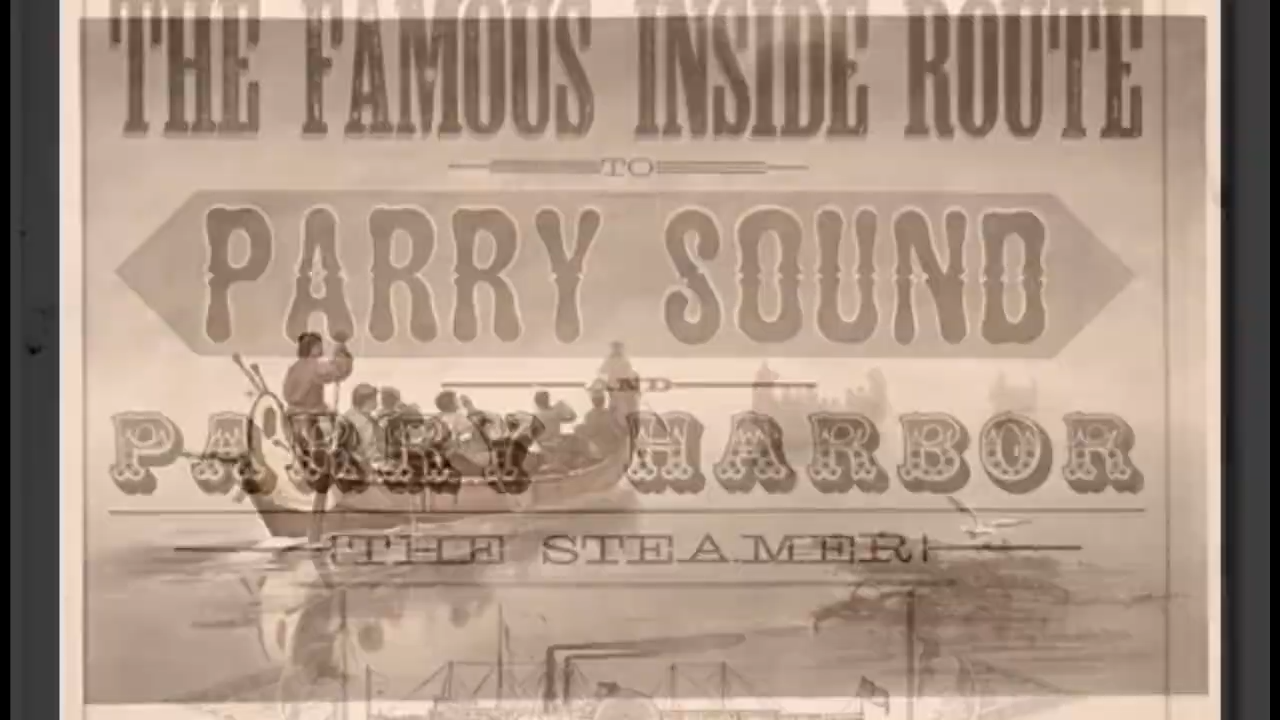 THE FAMOUS INSIDE ROUTE
TO
PARRY SOUND
AND
PARRY HARBOR
THE STEAMER